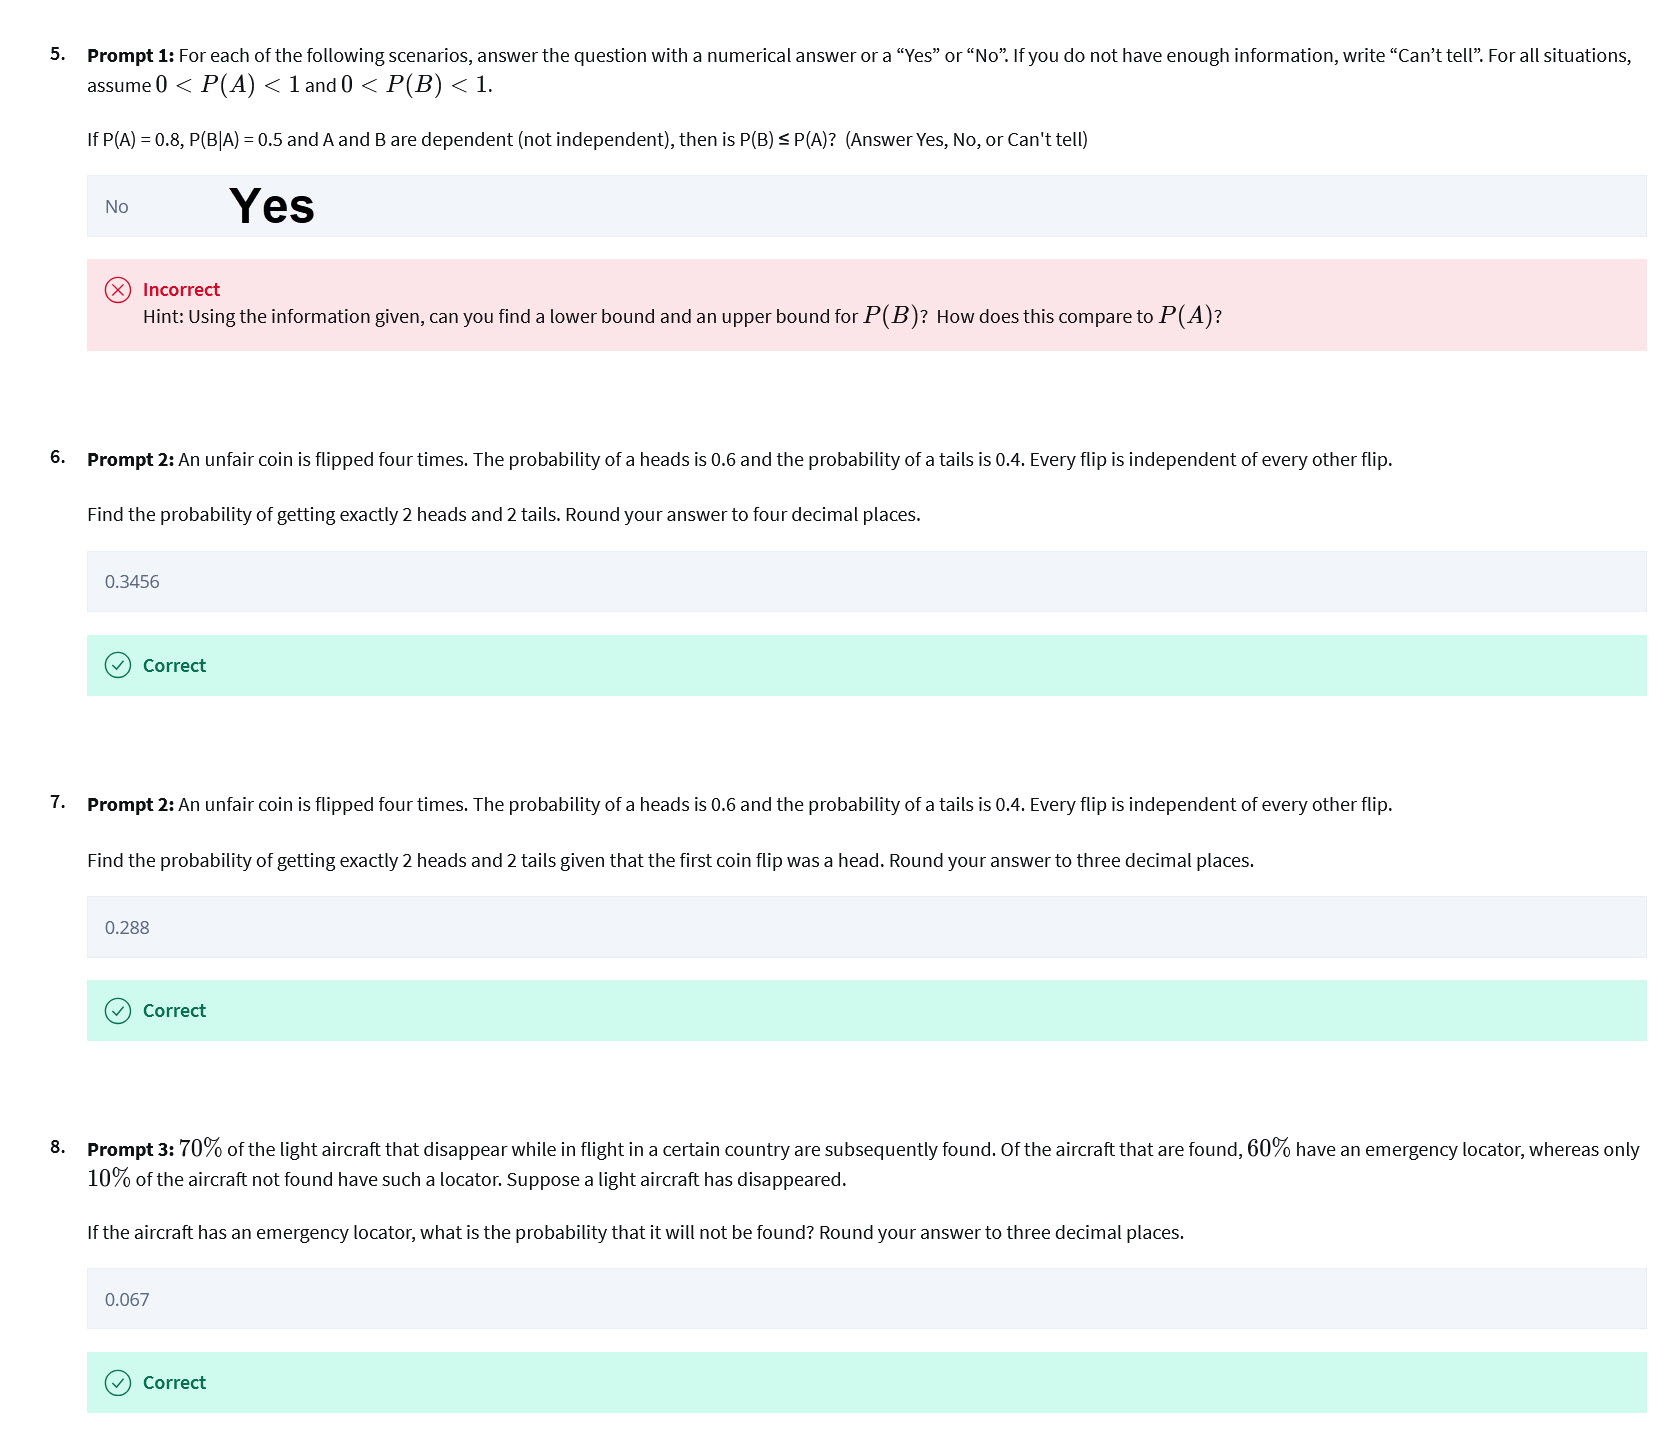 5. Prompt 1: For each of the following scenarios, answer the question with a numerical answer or a “Yes” or “No”. If you do not have enough information, write “Can’t tell”. For all situations,
assume 0 < P(A) < 1 and 0 < P(B) < 1.
If P(A) = 0.8, P(B|A) = 0.5 and A and B are dependent (not independent), then is P(B) ≤ P(A)? (Answer Yes, No, or Can't tell)
No Yes
Incorrect
Hint: Using the information given, can you find a lower bound and an upper bound for P(B)? How does this compare to P(A)?
6. Prompt 2: An unfair coin is flipped four times. The probability of a heads is 0.6 and the probability of a tails is 0.4. Every flip is independent of every other flip.
Find the probability of getting exactly 2 heads and 2 tails. Round your answer to four decimal places.
0.3456
Correct
7. Prompt 2: An unfair coin is flipped four times. The probability of a heads is 0.6 and the probability of a tails is 0.4. Every flip is independent of every other flip.
Find the probability of getting exactly 2 heads and 2 tails given that the first coin flip was a head. Round your answer to three decimal places.
0.288
Correct
8. Prompt 3: 70% of the light aircraft that disappear while in flight in a certain country are subsequently found. Of the aircraft that are found, 60% have an emergency locator, whereas only
10% of the aircraft not found have such a locator. Suppose a light aircraft has disappeared.
If the aircraft has an emergency locator, what is the probability that it will not be found? Round your answer to three decimal places.
0.067
Correct